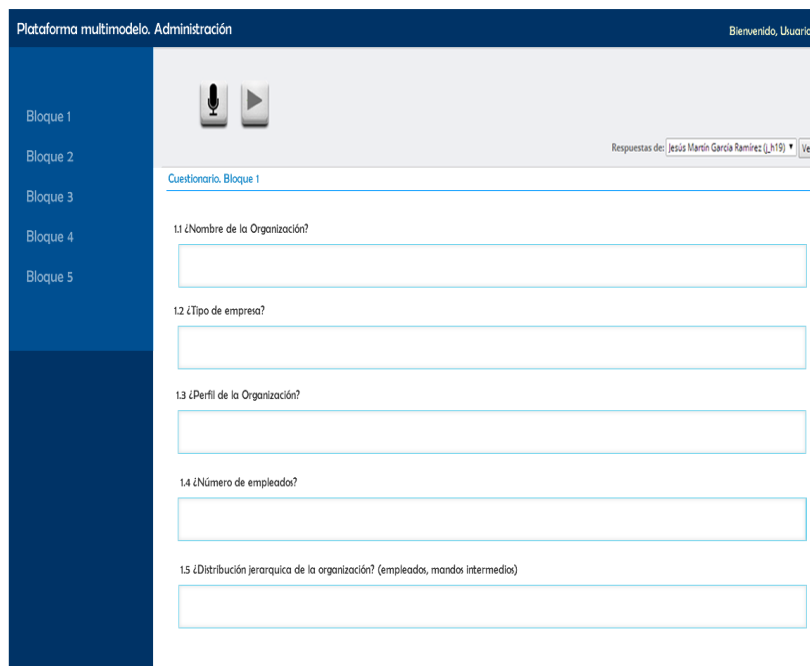 Plataforma multimodelo. Administración
Bienvenido, Usuario
Bloque 1
Bloque 2
Bloque 3
Bloque 4
Bloque 5
Respuestas de: Jesús Martín García Ramírez (j_h19) Ve
Cuestionario. Bloque 1
1.1 ¿Nombre de la Organización?
1.2 ¿Tipo de empresa?
1.3 ¿Perfil de la Organización?
1.4 ¿Número de empleados?
1.5 ¿Distribución jerarquica de la organización? (empleados, mandos intermedios)